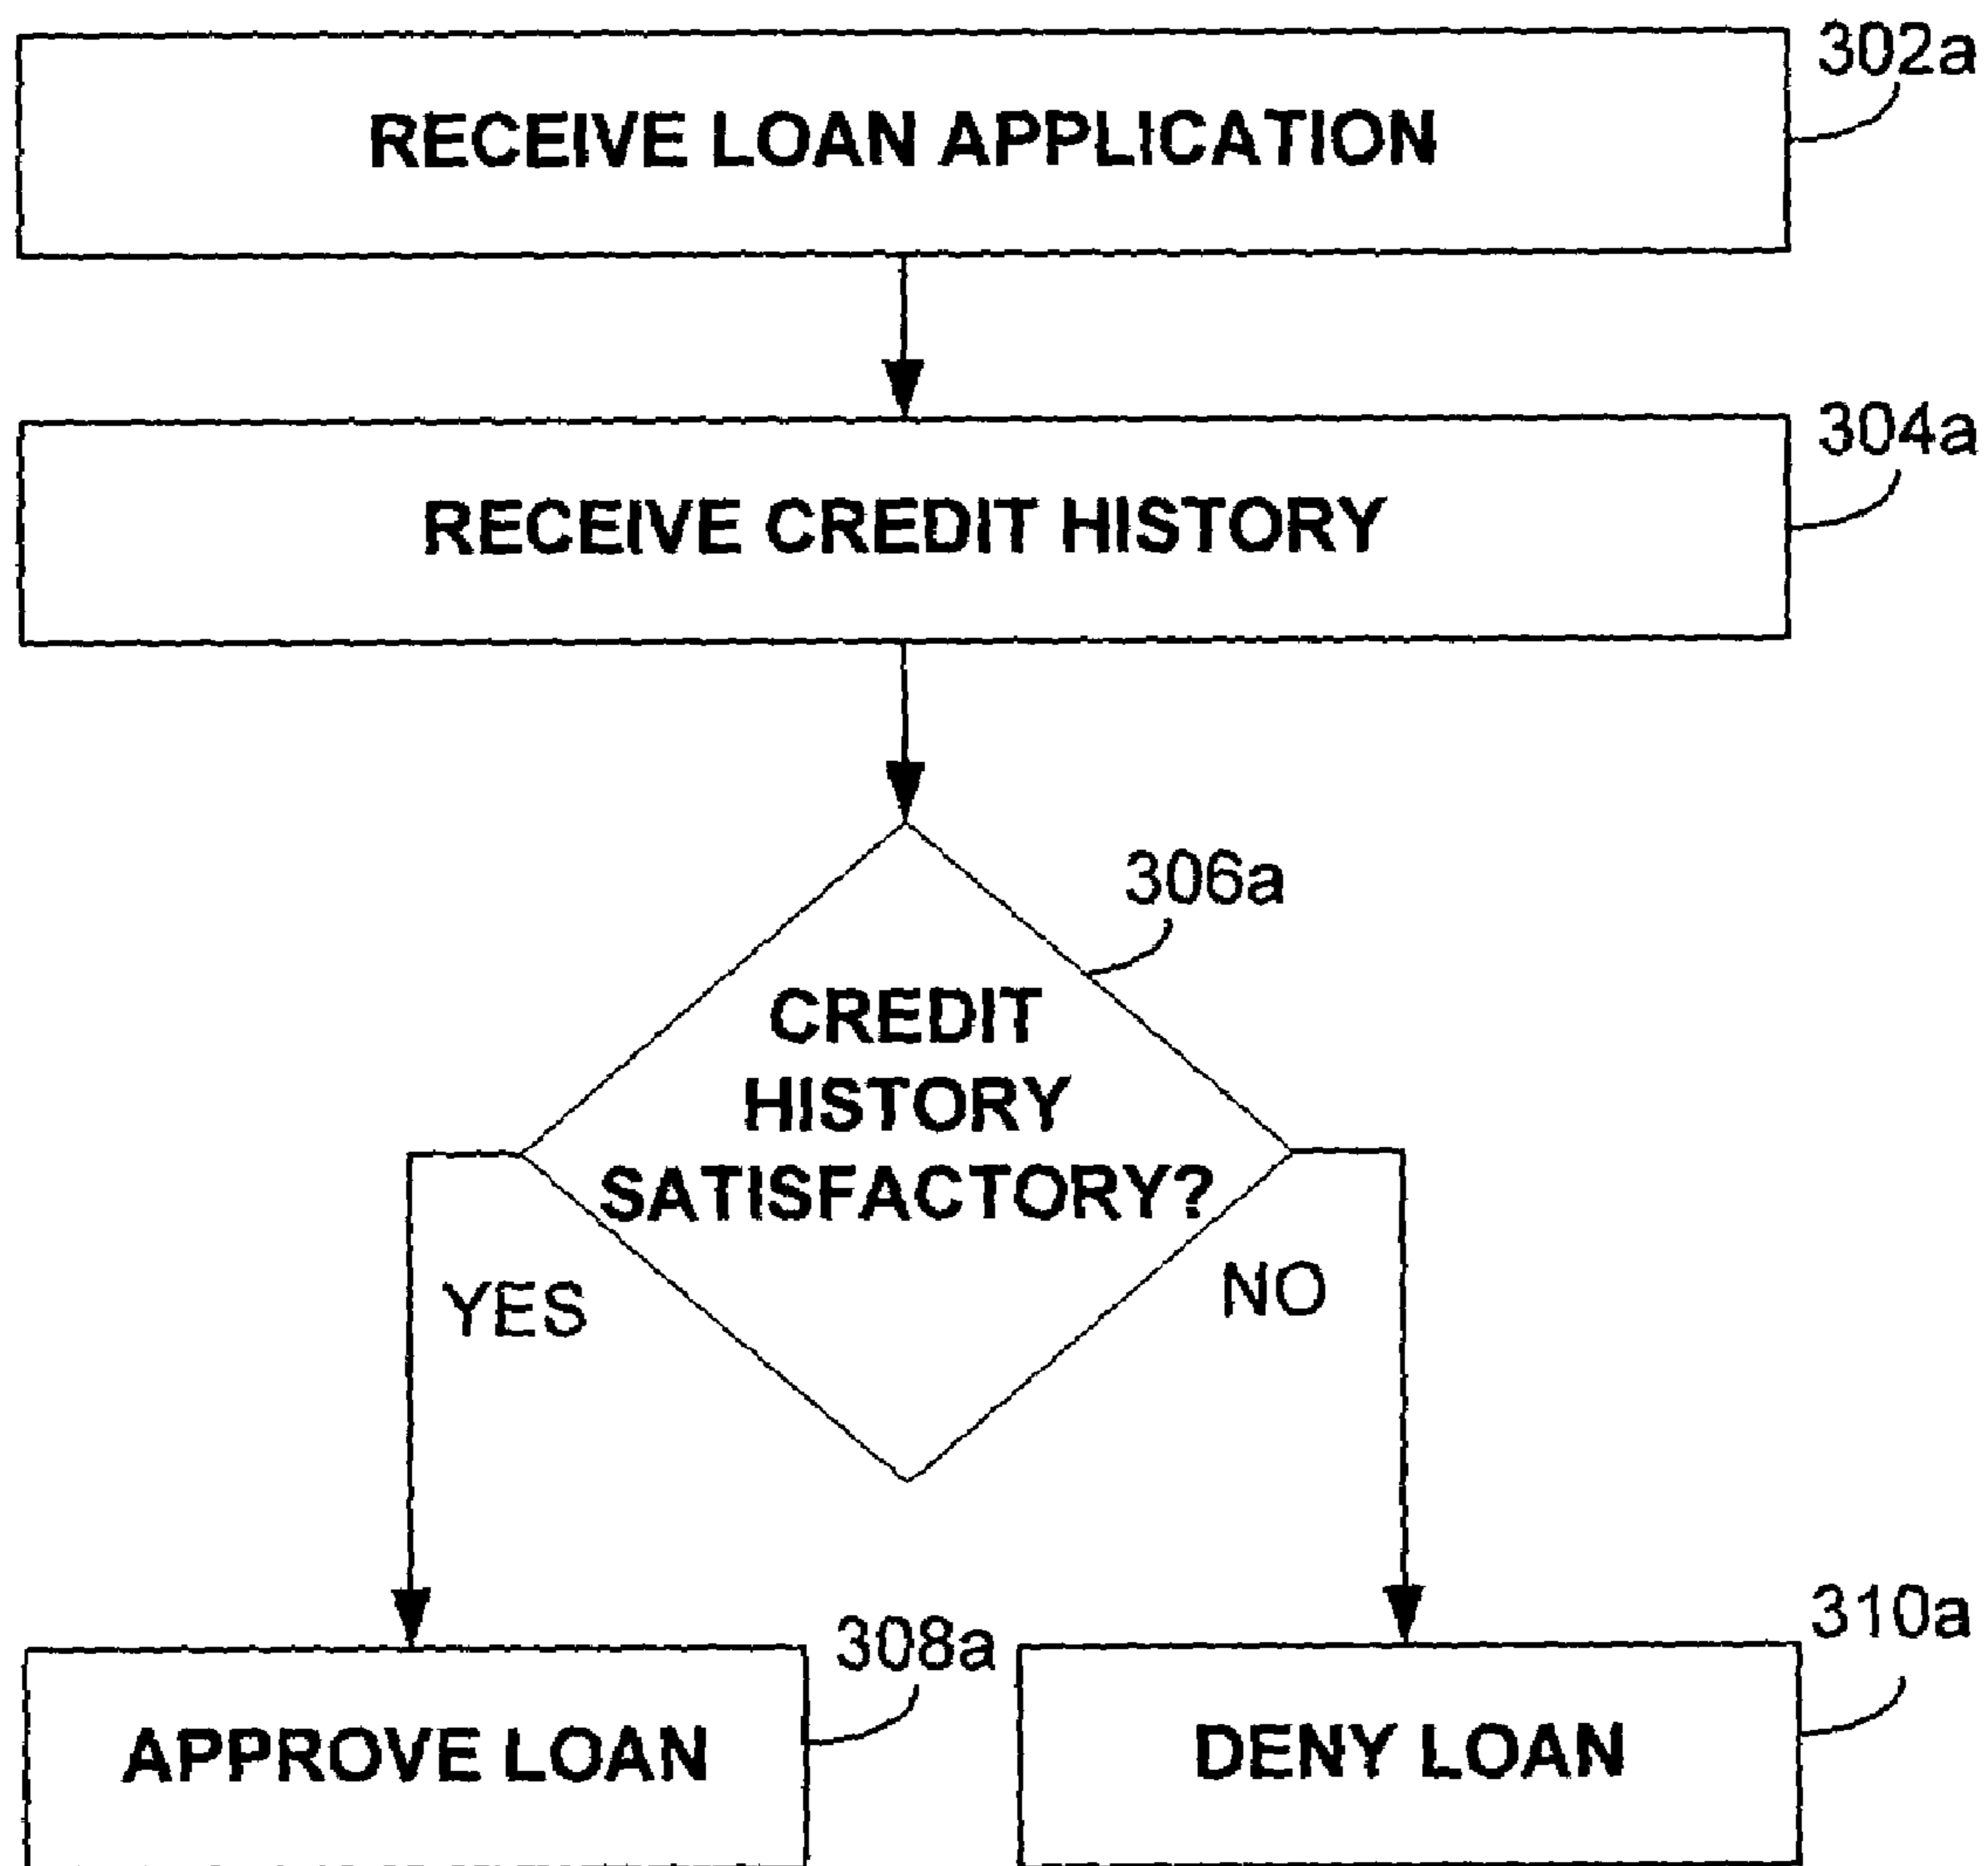 302a
RECEIVE LOAN APPLICATION
304a
RECEIVE CREDIT HISTORY
306a
CREDIT
HISTORY
SATISFACTORY?
YES
NO
308a
310a
APPROVE LOAN
DENY LOAN